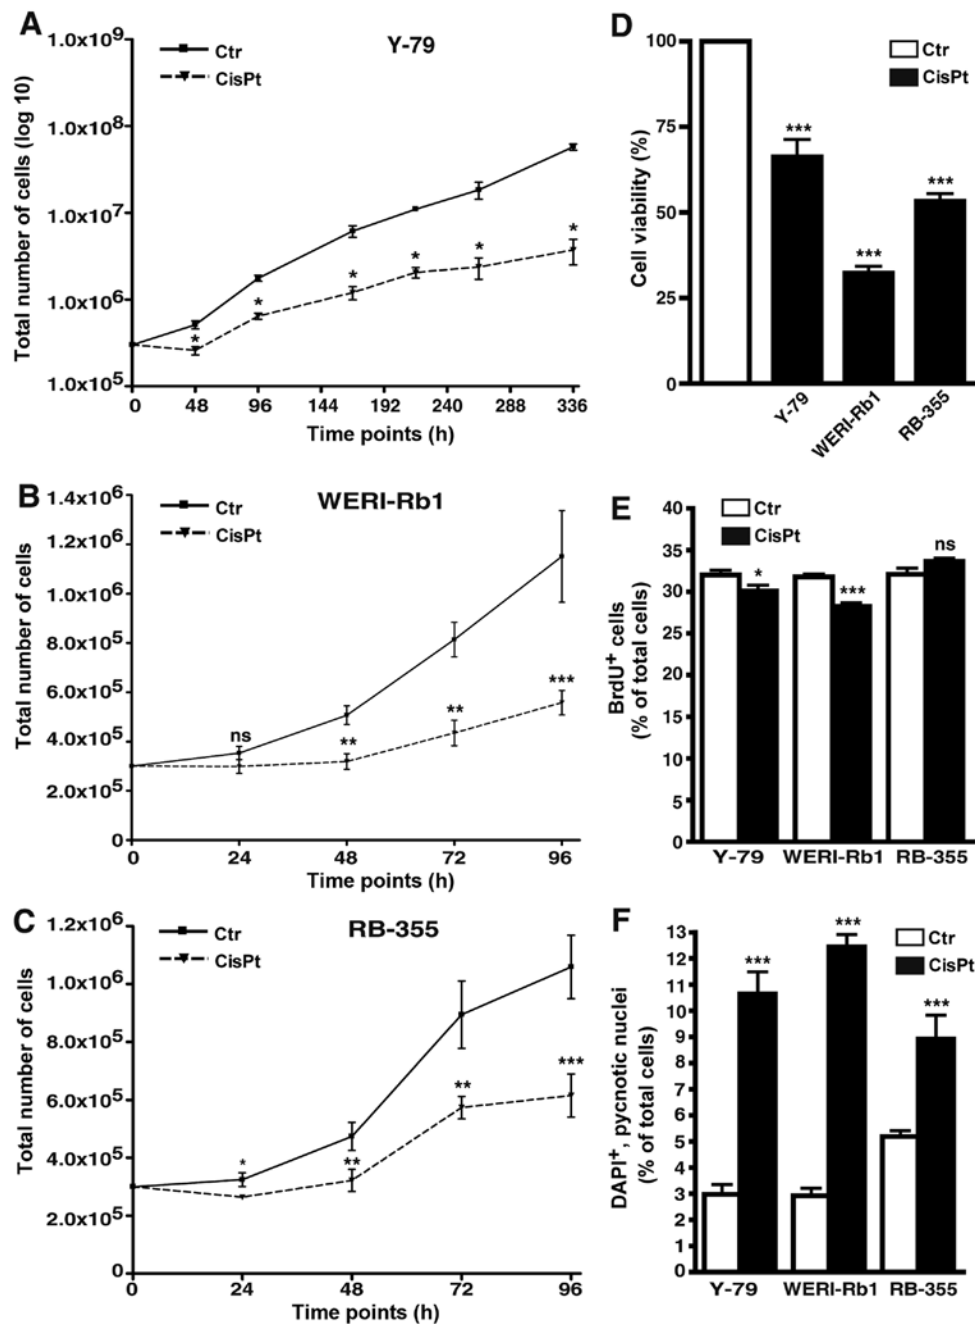 A
Y-79
Ctr
CisPt
Total number of cells (log 10)
1.0x10⁹
1.0x10⁸
1.0x10⁷
1.0x10⁶
1.0x10⁵
* * * * * *
0 48 96 144 192 240 288 336
Time points (h)
D
Ctr
CisPt
Cell viability (%)
100
75
50
25
0
*** *** ***
Y-79 WERI-Rb1 RB-355
B
WERI-Rb1
Ctr
CisPt
Total number of cells
1.4x10⁶
1.2x10⁶
1.0x10⁶
8.0x10⁵
6.0x10⁵
4.0x10⁵
2.0x10⁵
0
ns ** ** ***
0 24 48 72 96
Time points (h)
E
Ctr
CisPt
BrdU⁺ cells
(% of total cells)
40
35
30
25
20
15
10
5
0
* *** ns
Y-79 WERI-Rb1 RB-355
C
RB-355
Ctr
CisPt
Total number of cells
1.2x10⁶
1.0x10⁶
8.0x10⁵
6.0x10⁵
4.0x10⁵
2.0x10⁵
0
* ** ** ***
0 24 48 72 96
Time points (h)
F
Ctr
CisPt
DAPI⁺, pycnotic nuclei
(% of total cells)
13
12
11
10
9
8
7
6
5
4
3
2
1
0
*** *** ***
Y-79 WERI-Rb1 RB-355